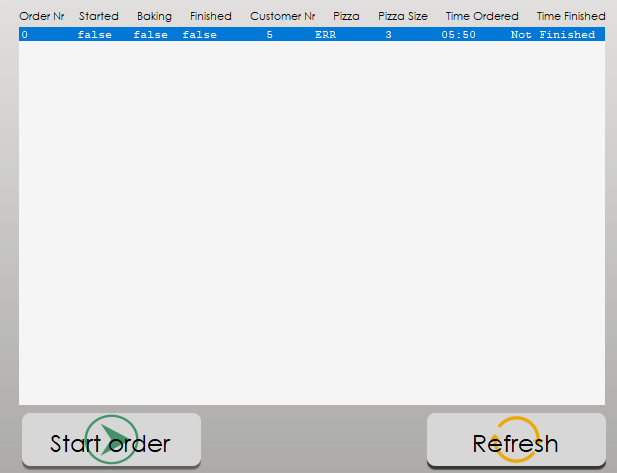 Order Nr Started Baking Finished Customer Nr Pizza Pizza Size Time Ordered Time Finished
0 false false false 5 ERR 3 05:50 Not Finished
Start order Refresh